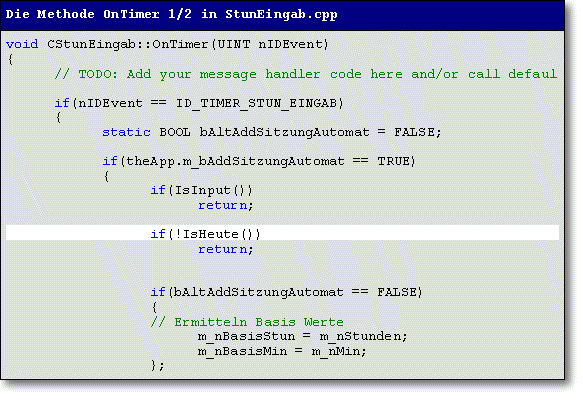 Die Methode OnTimer 1/2 in StunEingab.cpp
void CStunEingab::OnTimer(UINT nIDEvent)
{
// TODO: Add your message handler code here and/or call defaul
if(nIDEvent == ID_TIMER_STUN_EINGAB)
{
static BOOL bAltAddSitzungAutomat = FALSE;
if(theApp.m_bAddSitzungAutomat == TRUE)
{
if(IsInput())
return;
if(!IsHeute())
return;
if(bAltAddSitzungAutomat == FALSE)
{
// Ermitteln Basis Werte
m_nBasisStun = m_nStunden;
m_nBasisMin = m_nMin;
};